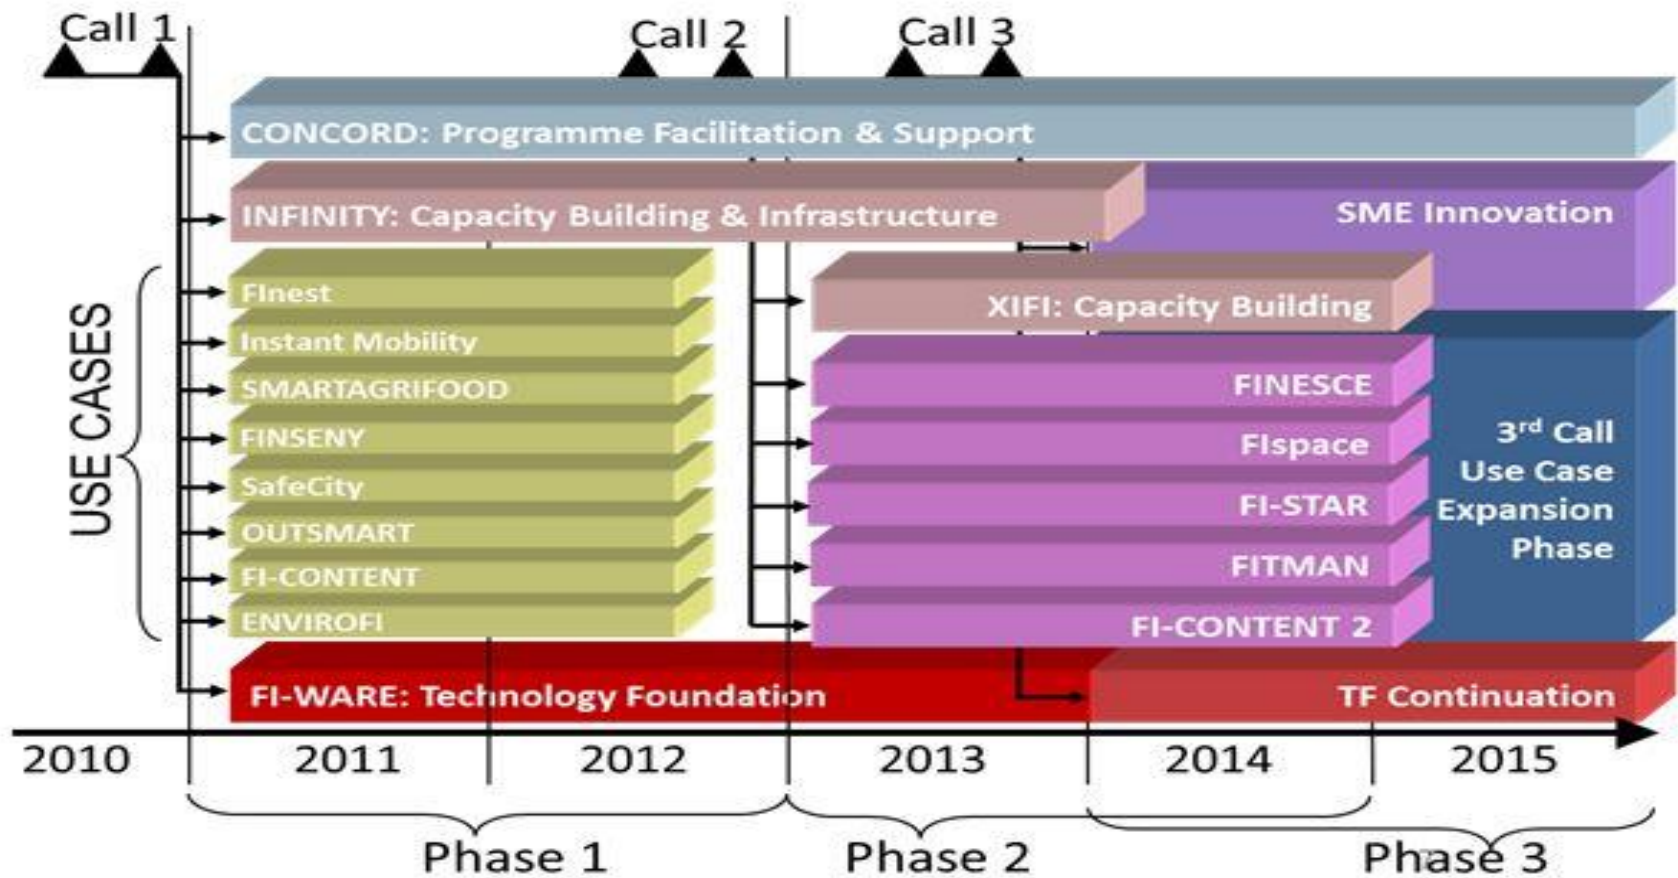 Call 1
Call 2
Call 3
CONCORD: Programme Facilitation & Support
INFINITY: Capacity Building & Infrastructure
SME Innovation
USE CASES
FInest
Instant Mobility
SMARTAGRIFOOD
FINSENY
SafeCity
OUTSMART
FI-CONTENT
ENVIROFI
XIFI: Capacity Building
FINESCE
FIspace
FI-STAR
FITMAN
FI-CONTENT 2
3rd Call
Use Case
Expansion
Phase
FI-WARE: Technology Foundation
TF Continuation
2010 2011 2012 2013 2014 2015
Phase 1 Phase 2 Phase 3